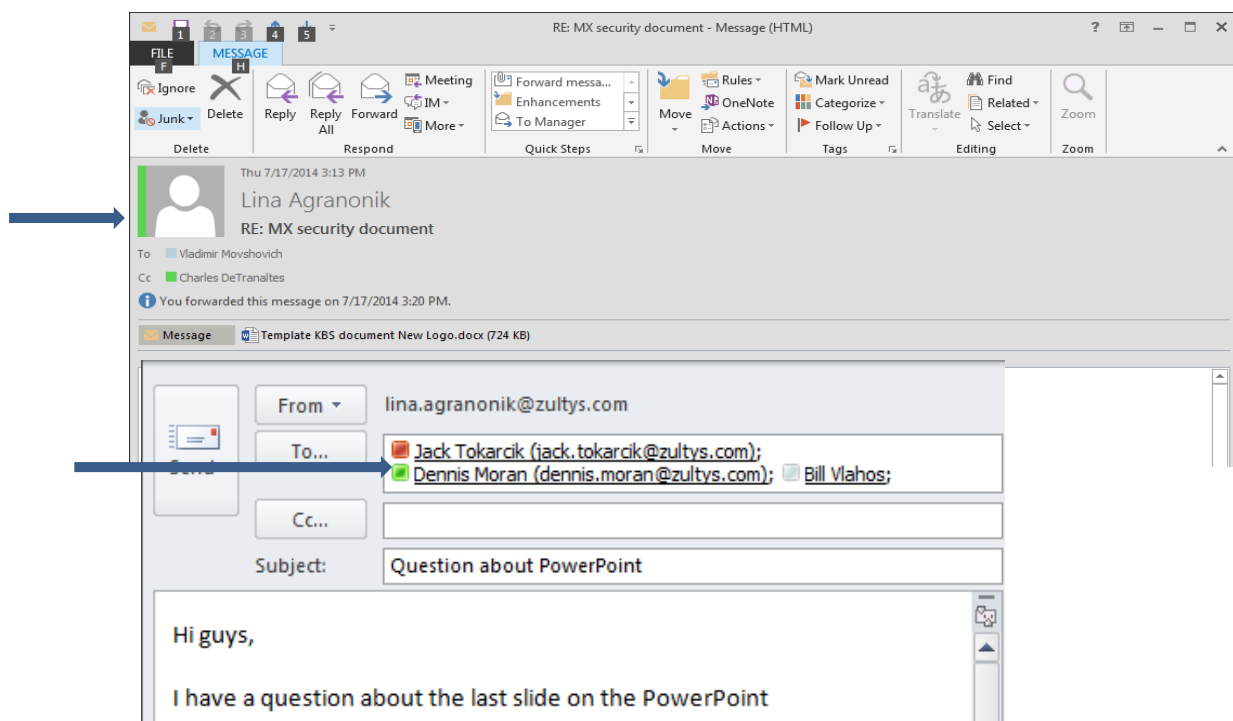 RE: MX security document - Message (HTML)
?
1 2 3 4 5
FILE MESSAGE
F H
Ignore
Junk
Delete
Reply
Reply All
Forward
Meeting
IM
More
Forward messa...
Enhancements
To Manager
Move
Rules
OneNote
Actions
Mark Unread
Categorize
Follow Up
Translate
Find
Related
Select
Zoom
Delete Respond Quick Steps Move Tags Editing Zoom
Thu 7/17/2014 3:13 PM
Lina Agranonik
RE: MX security document
To Vladimir Movshovich
Cc Charles DeTranaltes
You forwarded this message on 7/17/2014 3:20 PM.
Message Template KBS document New Logo.docx (724 KB)
From lina.agranonik@zultys.com
To... Jack Tokarcik (jack.tokarcik@zultys.com);
Send Dennis Moran (dennis.moran@zultys.com); Bill Vlahos;
Cc...
Subject: Question about PowerPoint
Hi guys,
I have a question about the last slide on the PowerPoint